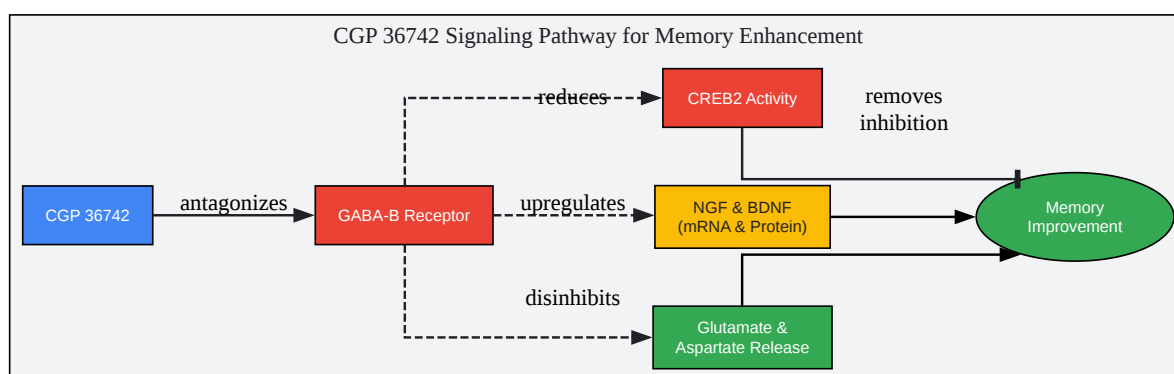 CGP 36742 Signaling Pathway for Memory Enhancement
reduces
CREB2 Activity
removes
inhibition
CGP 36742
antagonizes
GABA-B Receptor
upregulates
NGF & BDNF
(mRNA & Protein)
Memory
Improvement
disinhibits
Glutamate &
Aspartate Release